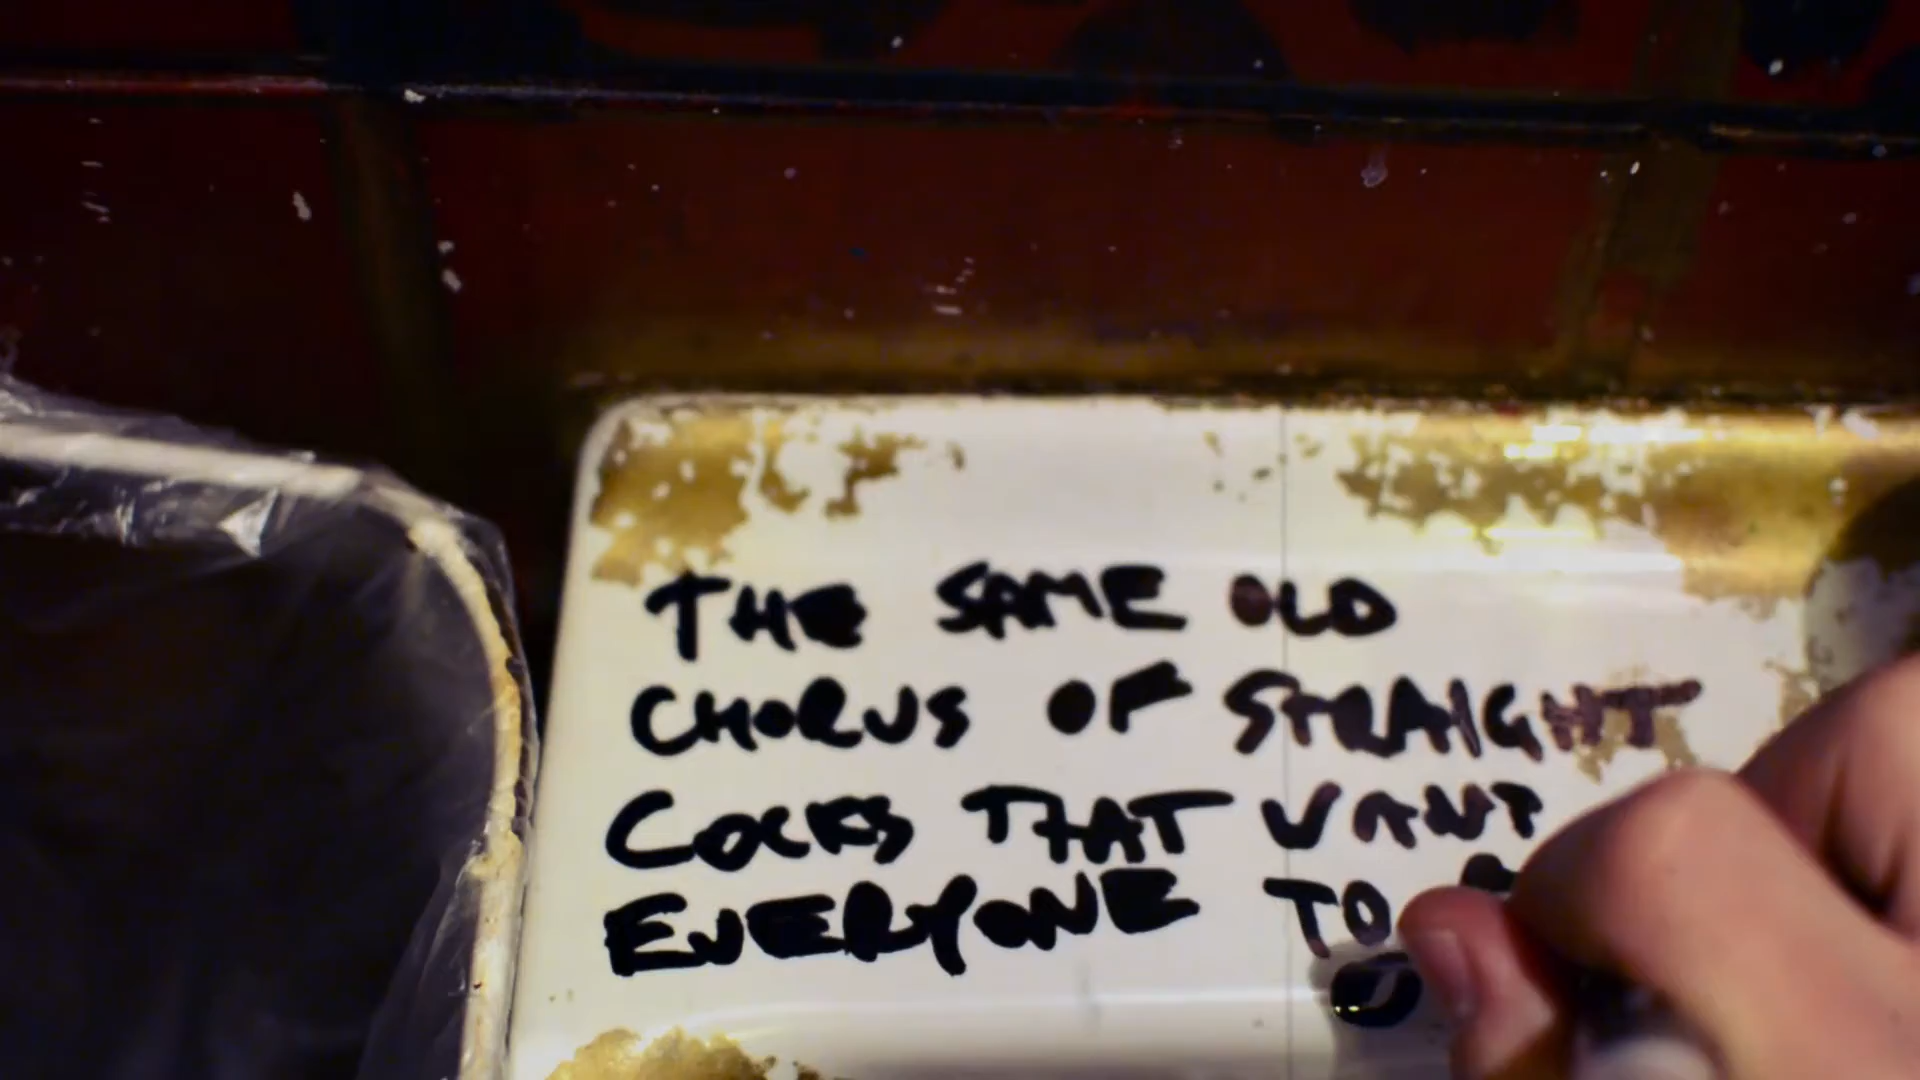 THE SAME OLD
CHORUS OF STRAIGHT
COCKS THAT WANT
EVERYONE TO